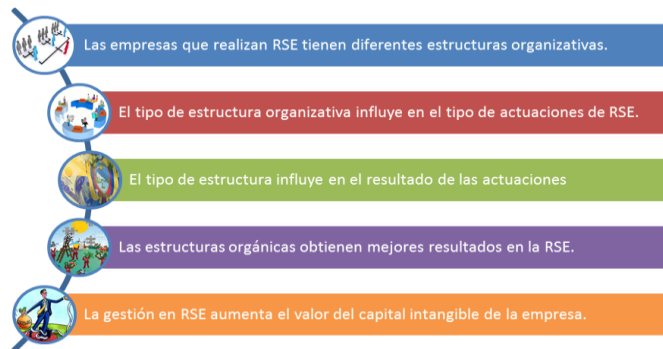 Las empresas que realizan RSE tienen diferentes estructuras organizativas.
El tipo de estructura organizativa influye en el tipo de actuaciones de RSE.
El tipo de estructura influye en el resultado de las actuaciones
Las estructuras orgánicas obtienen mejores resultados en la RSE.
La gestión en RSE aumenta el valor del capital intangible de la empresa.